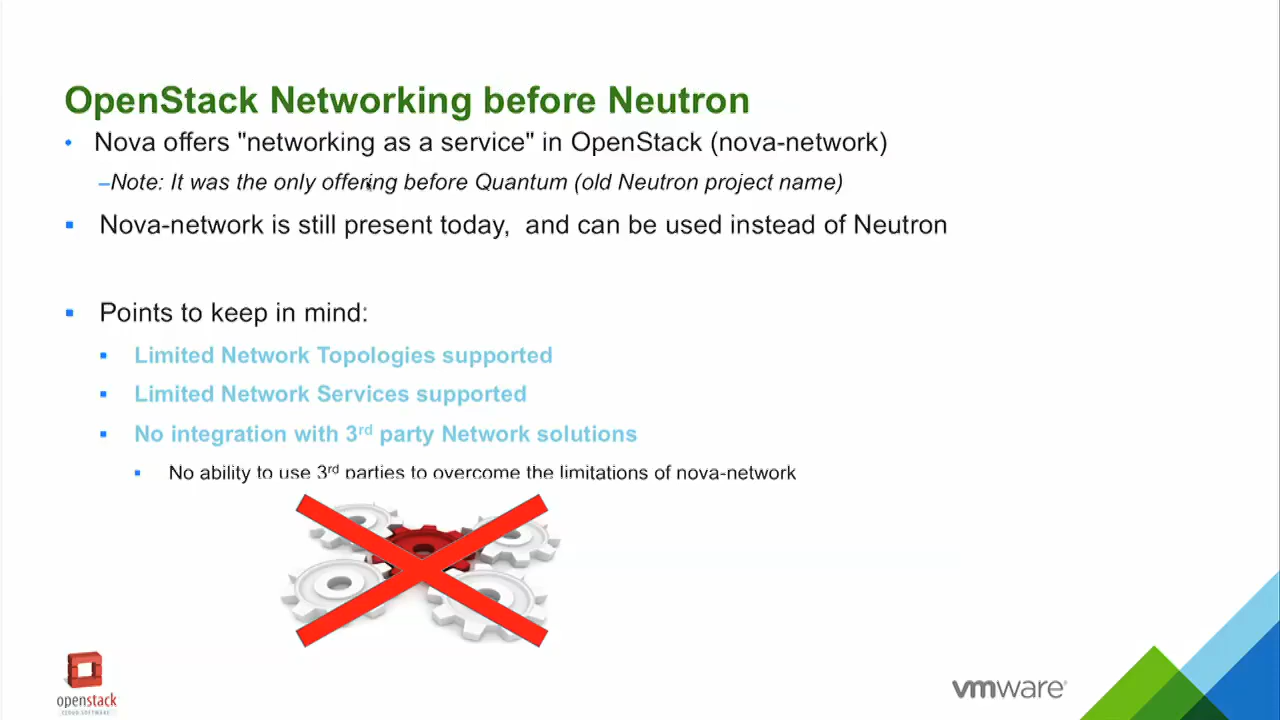 OpenStack Networking before Neutron
• Nova offers "networking as a service" in OpenStack (nova-network)
–Note: It was the only offering before Quantum (old Neutron project name)
▪ Nova-network is still present today, and can be used instead of Neutron
▪ Points to keep in mind:
▪ Limited Network Topologies supported
▪ Limited Network Services supported
▪ No integration with 3rd party Network solutions
▪ No ability to use 3rd parties to overcome the limitations of nova-network
openstack
CLOUD SOFTWARE
vmware®